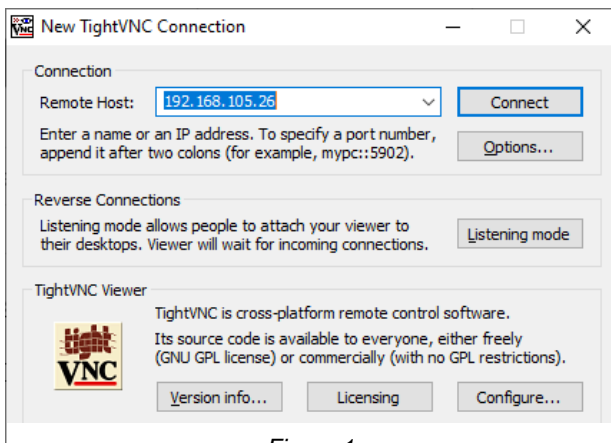 New TightVNC Connection
Connection
Remote Host: 192.168.105.26 Connect
Enter a name or an IP address. To specify a port number,
append it after two colons (for example, mypc::5902).
Options...
Reverse Connections
Listening mode allows people to attach your viewer to
their desktops. Viewer will wait for incoming connections.
Listening mode
TightVNC Viewer
TightVNC is cross-platform remote control software.
Its source code is available to everyone, either freely
(GNU GPL license) or commercially (with no GPL restrictions).
tight
VNC
Version info... Licensing Configure...